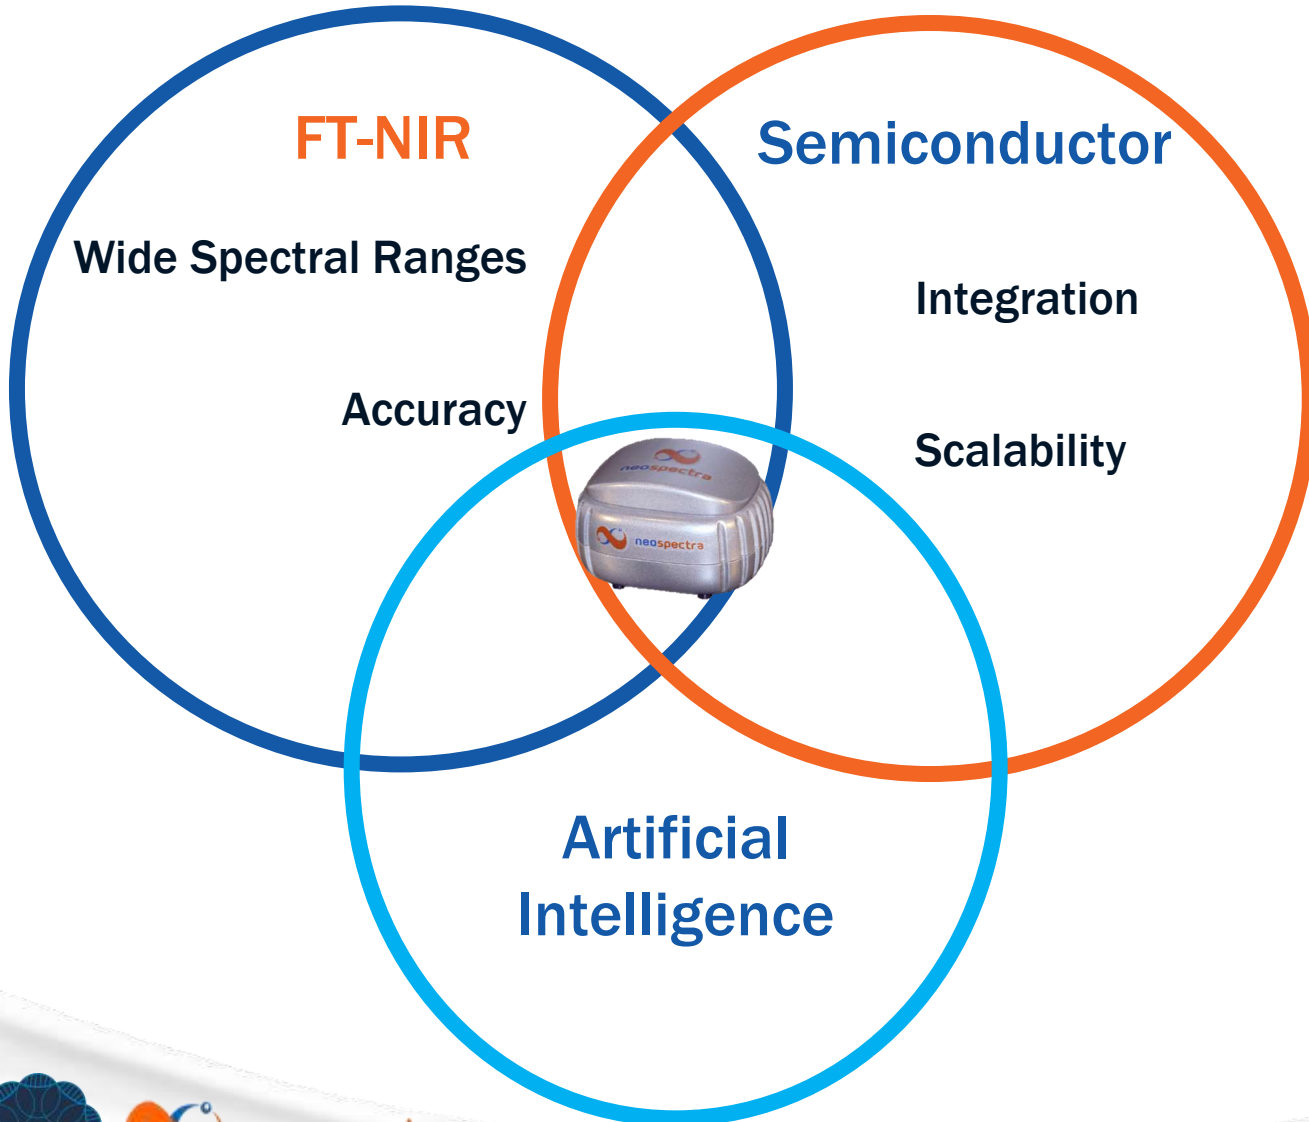 FT-NIR
Semiconductor
Wide Spectral Ranges
Integration
Accuracy
Scalability
neospectra
neospectra
Artificial
Intelligence